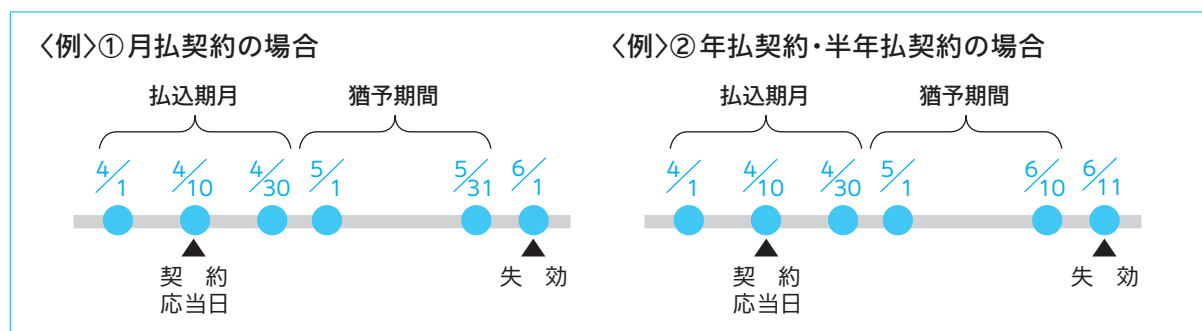 〈例〉①月払契約の場合
払込期月
猶予期間
4/1
4/10
4/30
5/1
5/31
6/1
契約
応当日
失効
〈例〉②年払契約・半年払契約の場合
払込期月
猶予期間
4/1
4/10
4/30
5/1
6/10
6/11
契約
応当日
失効